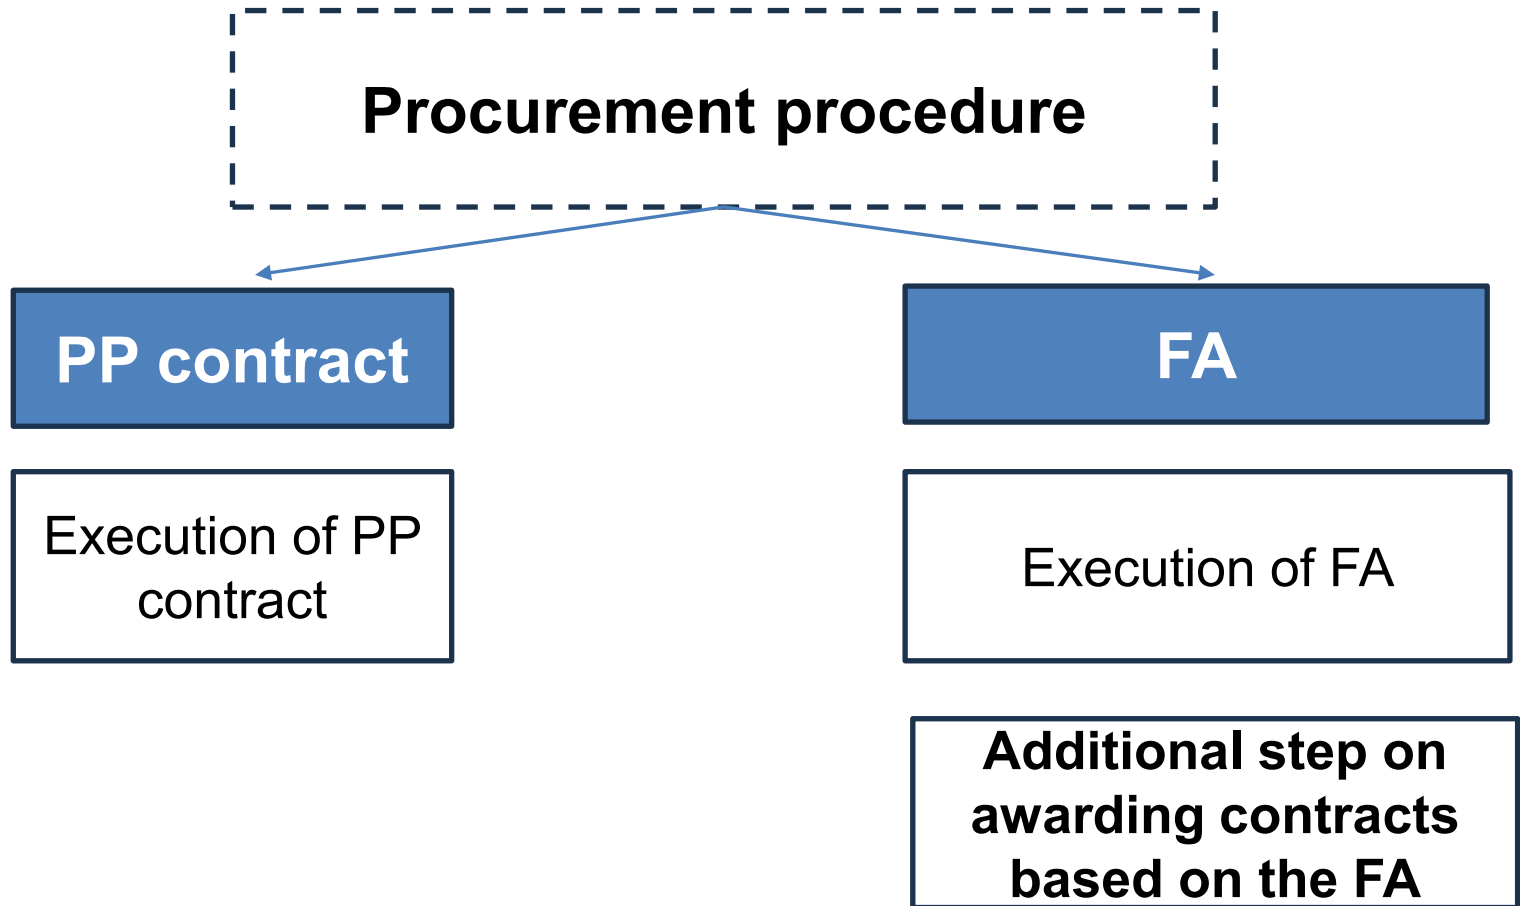 Procurement procedure
PP contract
FA
Execution of PP
contract
Execution of FA
Additional step on
awarding contracts
based on the FA